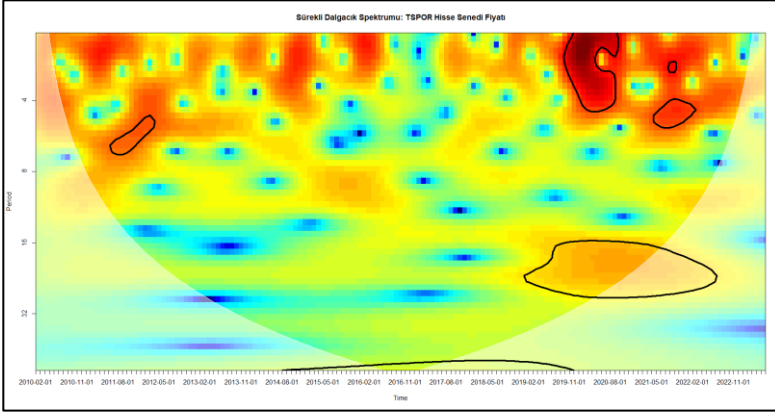 Sürekli Dalgacık Spektrumu: TSPOR Hisse Senedi Fiyatı
4
8
16
32
Period
2010-02-01 2010-11-01 2011-08-01 2012-05-01 2013-02-01 2013-11-01 2014-08-01 2015-05-01 2016-02-01 2016-11-01 2017-08-01 2018-05-01 2019-02-01 2019-11-01 2020-08-01 2021-05-01 2022-02-01 2022-11-01
Time